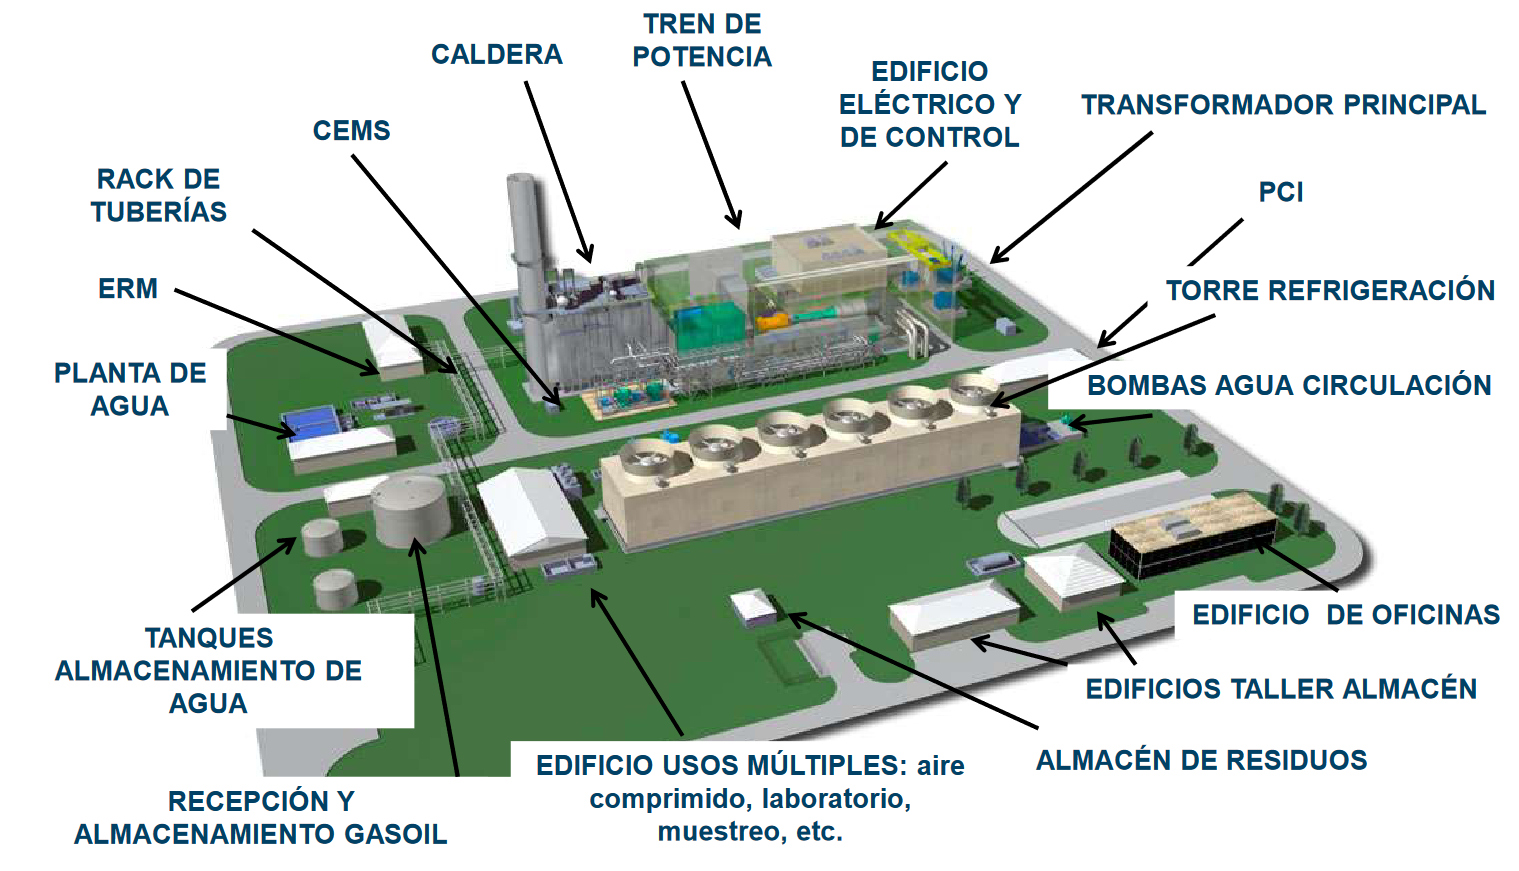 TREN DE
POTENCIA
CALDERA
EDIFICIO
ELÉCTRICO Y
DE CONTROL
TRANSFORMADOR PRINCIPAL
CEMS
RACK DE
TUBERÍAS
PCI
ERM
TORRE REFRIGERACIÓN
PLANTA DE
AGUA
BOMBAS AGUA CIRCULACIÓN
EDIFICIO DE OFICINAS
TANQUES
ALMACENAMIENTO DE
AGUA
EDIFICIOS TALLER ALMACÉN
ALMACÉN DE RESIDUOS
EDIFICIO USOS MÚLTIPLES: aire
comprimido, laboratorio,
muestreo, etc.
RECEPCIÓN Y
ALMACENAMIENTO GASOIL